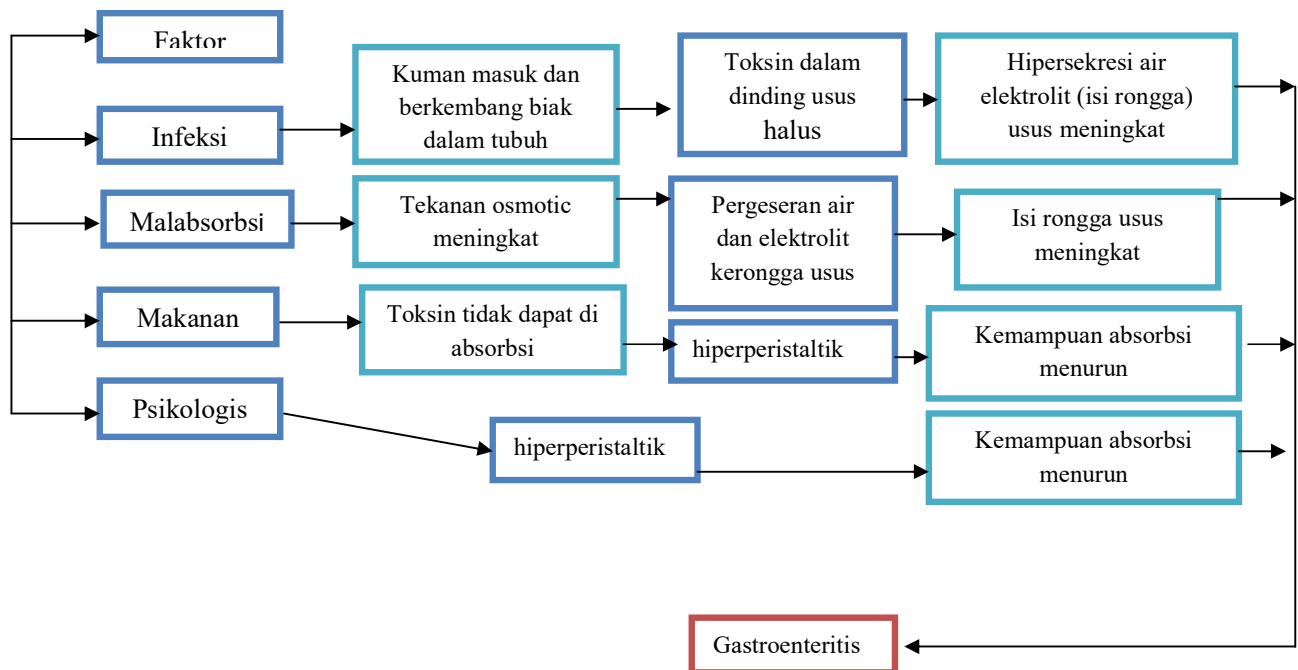 Faktor
Infeksi
Kuman masuk dan
berkembang biak
dalam tubuh
Toksin dalam
dinding usus
halus
Hipersekresi air
elektrolit (isi rongga)
usus meningkat
Malabsorbsi
Tekanan osmotic
meningkat
Pergeseran air
dan elektrolit
kerongga usus
Isi rongga usus
meningkat
Makanan
Toksin tidak dapat di
absorbsi
hiperperistaltik
Kemampuan absorbsi
menurun
Psikologis
hiperperistaltik
Kemampuan absorbsi
menurun
Gastroenteritis